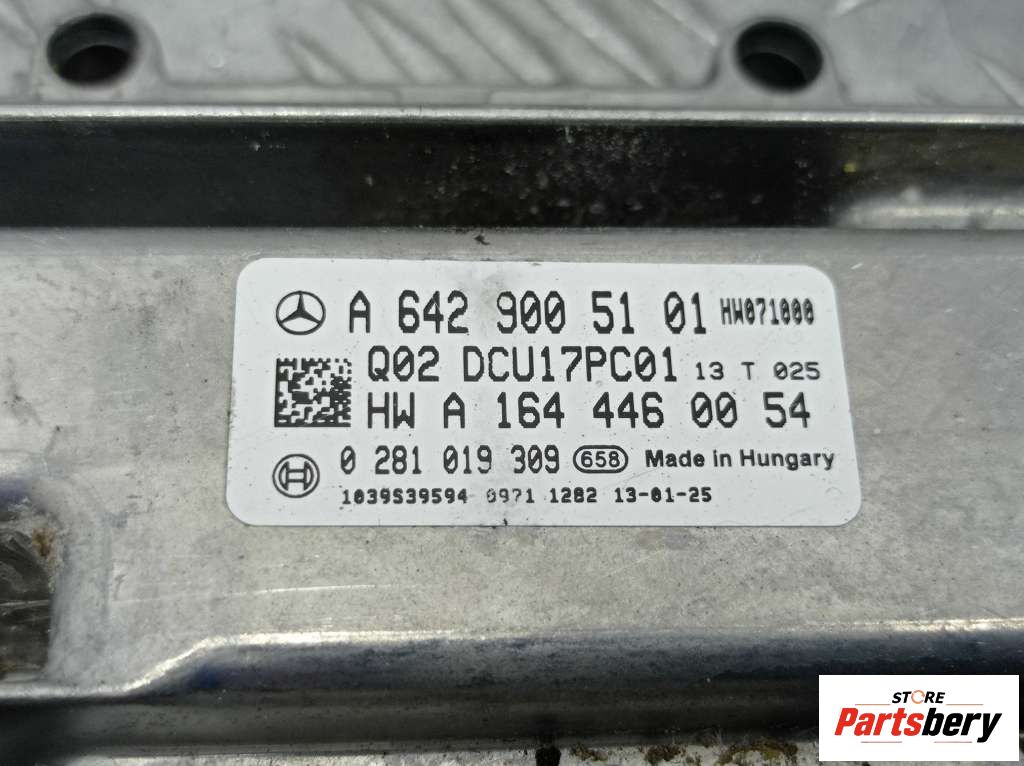 A 642 900 51 01 HW071000
Q02 DCU17PC01 13 T 025
HW A 164 446 00 54
0 281 019 309 658 Made in Hungary
1039S39594 0971 1282 13-01-25
STORE
Partsbery